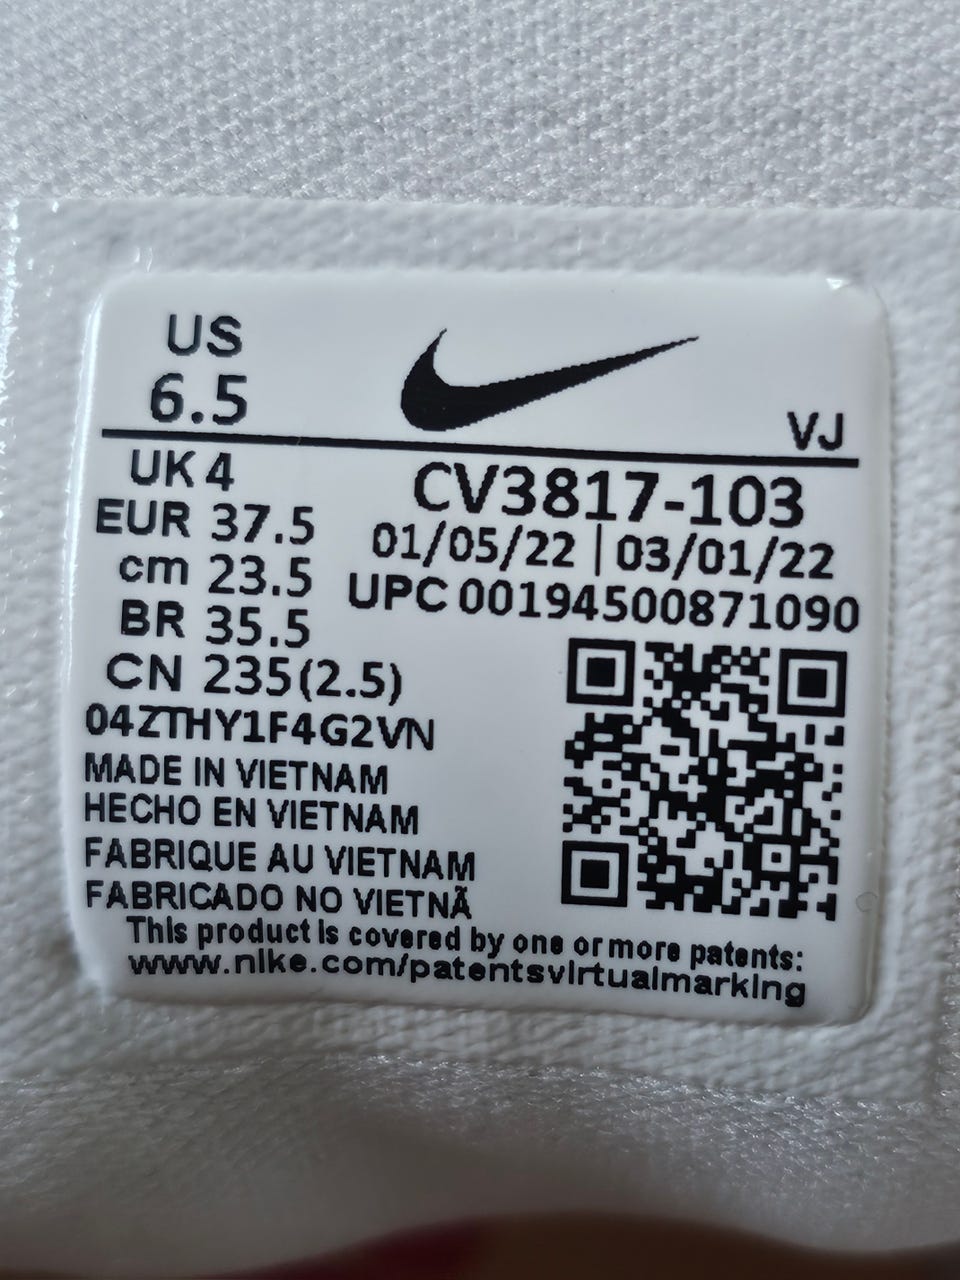 US
6.5
VJ
UK 4
CV3817-103
EUR 37.5
01/05/22 | 03/01/22
cm 23.5
UPC 00194500871090
BR 35.5
CN 235(2.5)
04ZTHY1F4G2VN
MADE IN VIETNAM
HECHO EN VIETNAM
FABRIQUE AU VIETNAM
FABRICADO NO VIETNÃ
This product is covered by one or more patents:
www.nike.com/patentsvirtualmarking